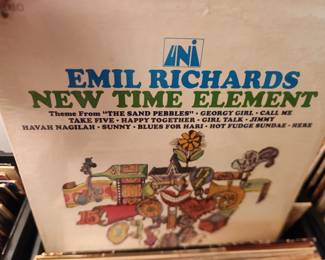 UNI
EMIL RICHARDS
NEW TIME ELEMENT
Theme From "THE SAND PEBBLES" • GEORGY GIRL • CALL ME
TAKE FIVE • HAPPY TOGETHER • GIRL TALK • JIMMY
HAVAH NAGILAH • SUNNY • BLUES FOR HARI • HOT FUDGE SUNDAE • HERE